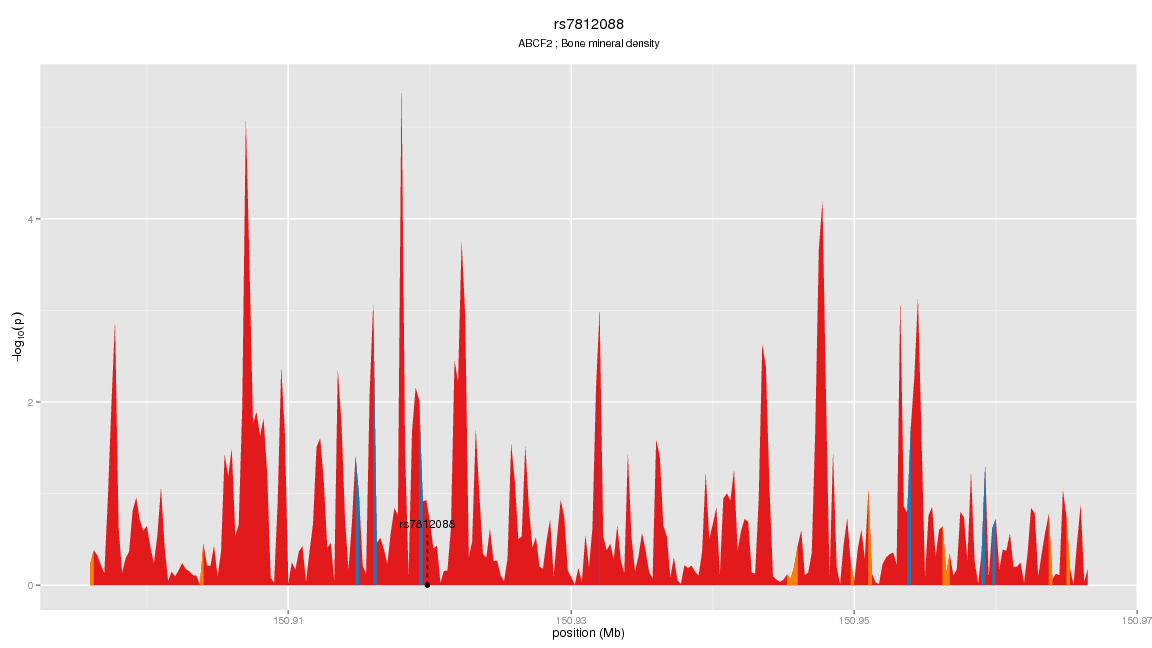 rs7812088
ABCF2 ; Bone mineral density
−log10(p)
4
2
0
rs7812088
150.91
150.93
150.95
150.97
position (Mb)